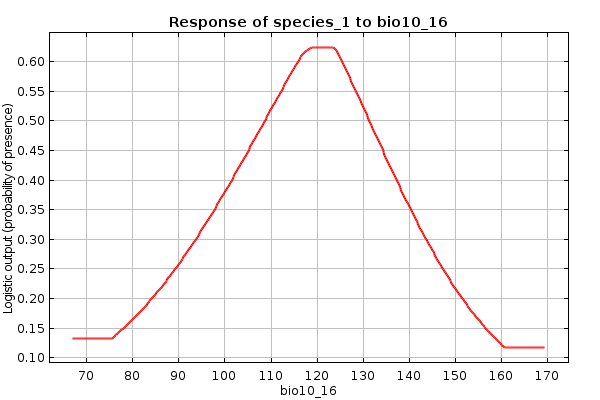 Response of species_1 to bio10_16
Logistic output (probability of presence)
0.60
0.55
0.50
0.45
0.40
0.35
0.30
0.25
0.20
0.15
0.10
70 80 90 100 110 120 130 140 150 160 170
bio10_16